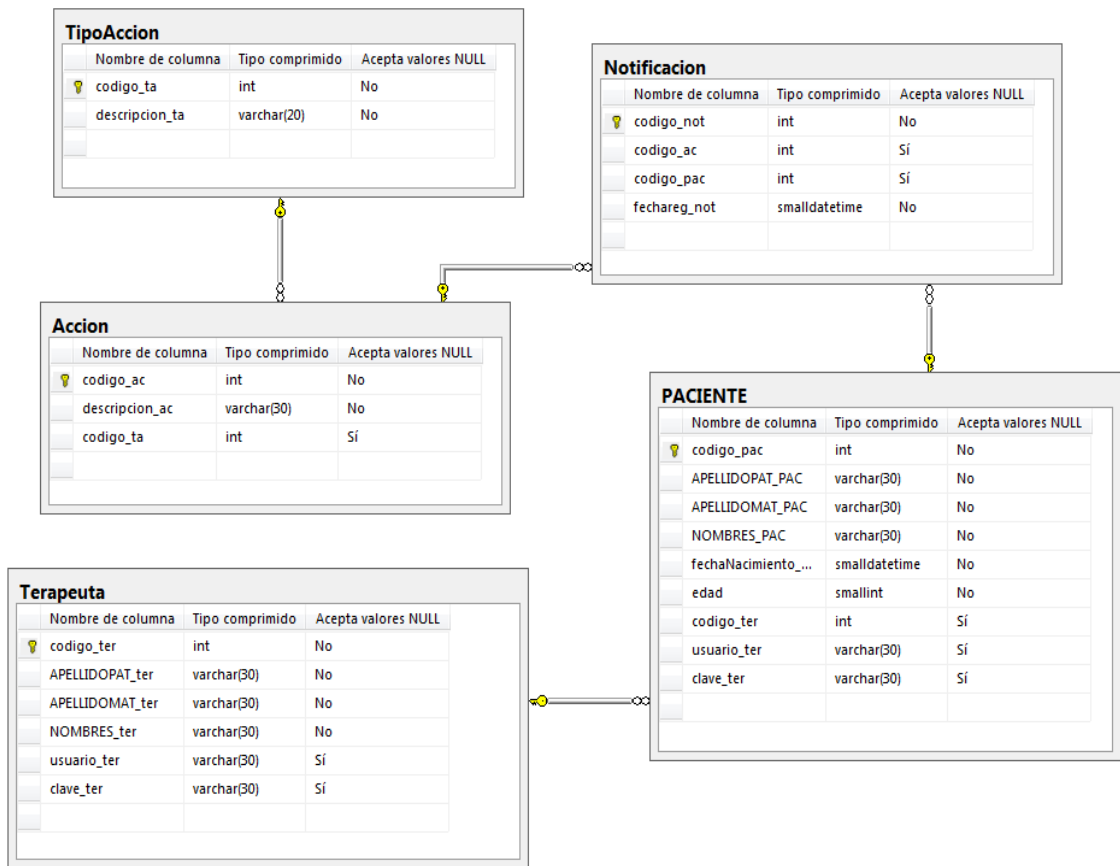 TipoAccion
Nombre de columna Tipo comprimido Acepta valores NULL
codigo_ta int No
descripcion_ta varchar(20) No
Notificacion
Nombre de columna Tipo comprimido Acepta valores NULL
codigo_not int No
codigo_ac int Sí
codigo_pac int Sí
fechareg_not smalldatetime No
Accion
Nombre de columna Tipo comprimido Acepta valores NULL
codigo_ac int No
descripcion_ac varchar(30) No
codigo_ta int Sí
PACIENTE
Nombre de columna Tipo comprimido Acepta valores NULL
codigo_pac int No
APELLIDOPAT_PAC varchar(30) No
APELLIDOMAT_PAC varchar(30) No
NOMBRES_PAC varchar(30) No
fechaNacimiento_... smalldatetime No
edad smallint No
codigo_ter int Sí
usuario_ter varchar(30) Sí
clave_ter varchar(30) Sí
Terapeuta
Nombre de columna Tipo comprimido Acepta valores NULL
codigo_ter int No
APELLIDOPAT_ter varchar(30) No
APELLIDOMAT_ter varchar(30) No
NOMBRES_ter varchar(30) No
usuario_ter varchar(30) Sí
clave_ter varchar(30) Sí